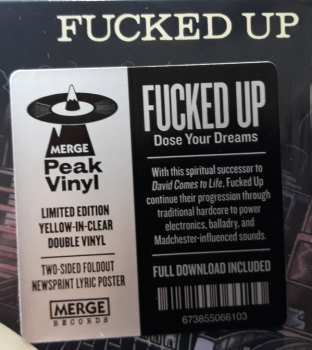 FUCKED UP
MERGE
Peak
Vinyl
LIMITED EDITION
YELLOW-IN-CLEAR
DOUBLE VINYL
TWO-SIDED FOLDOUT
NEWSPRINT LYRIC POSTER
MERGE
RECORDS
FUCKED UP
Dose Your Dreams
With this spiritual successor to
David Comes to Life, Fucked Up
continue their progression through
traditional hardcore to power
electronics, balladry, and
Madchester-influenced sounds.
FULL DOWNLOAD INCLUDED
673855066103